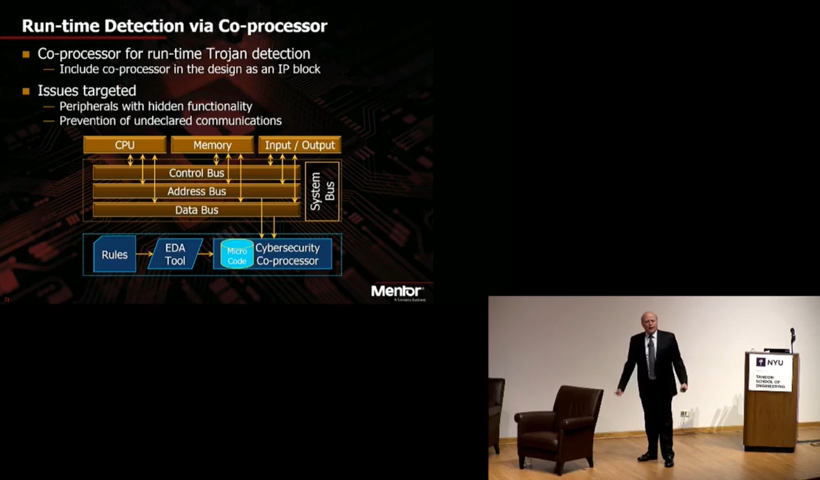 Run-time Detection via Co-processor
Co-processor for run-time Trojan detection
— Include co-processor in the design as an IP block
Issues targeted
— Peripherals with hidden functionality
— Prevention of undeclared communications
CPU
Memory
Input / Output
Control Bus
Address Bus
Data Bus
System
Bus
Rules
EDA
Tool
Micro
Code
Cybersecurity
Co-processor
Mentor
A Siemens Business
NYU
TANDON
SCHOOL OF
ENGINEERING